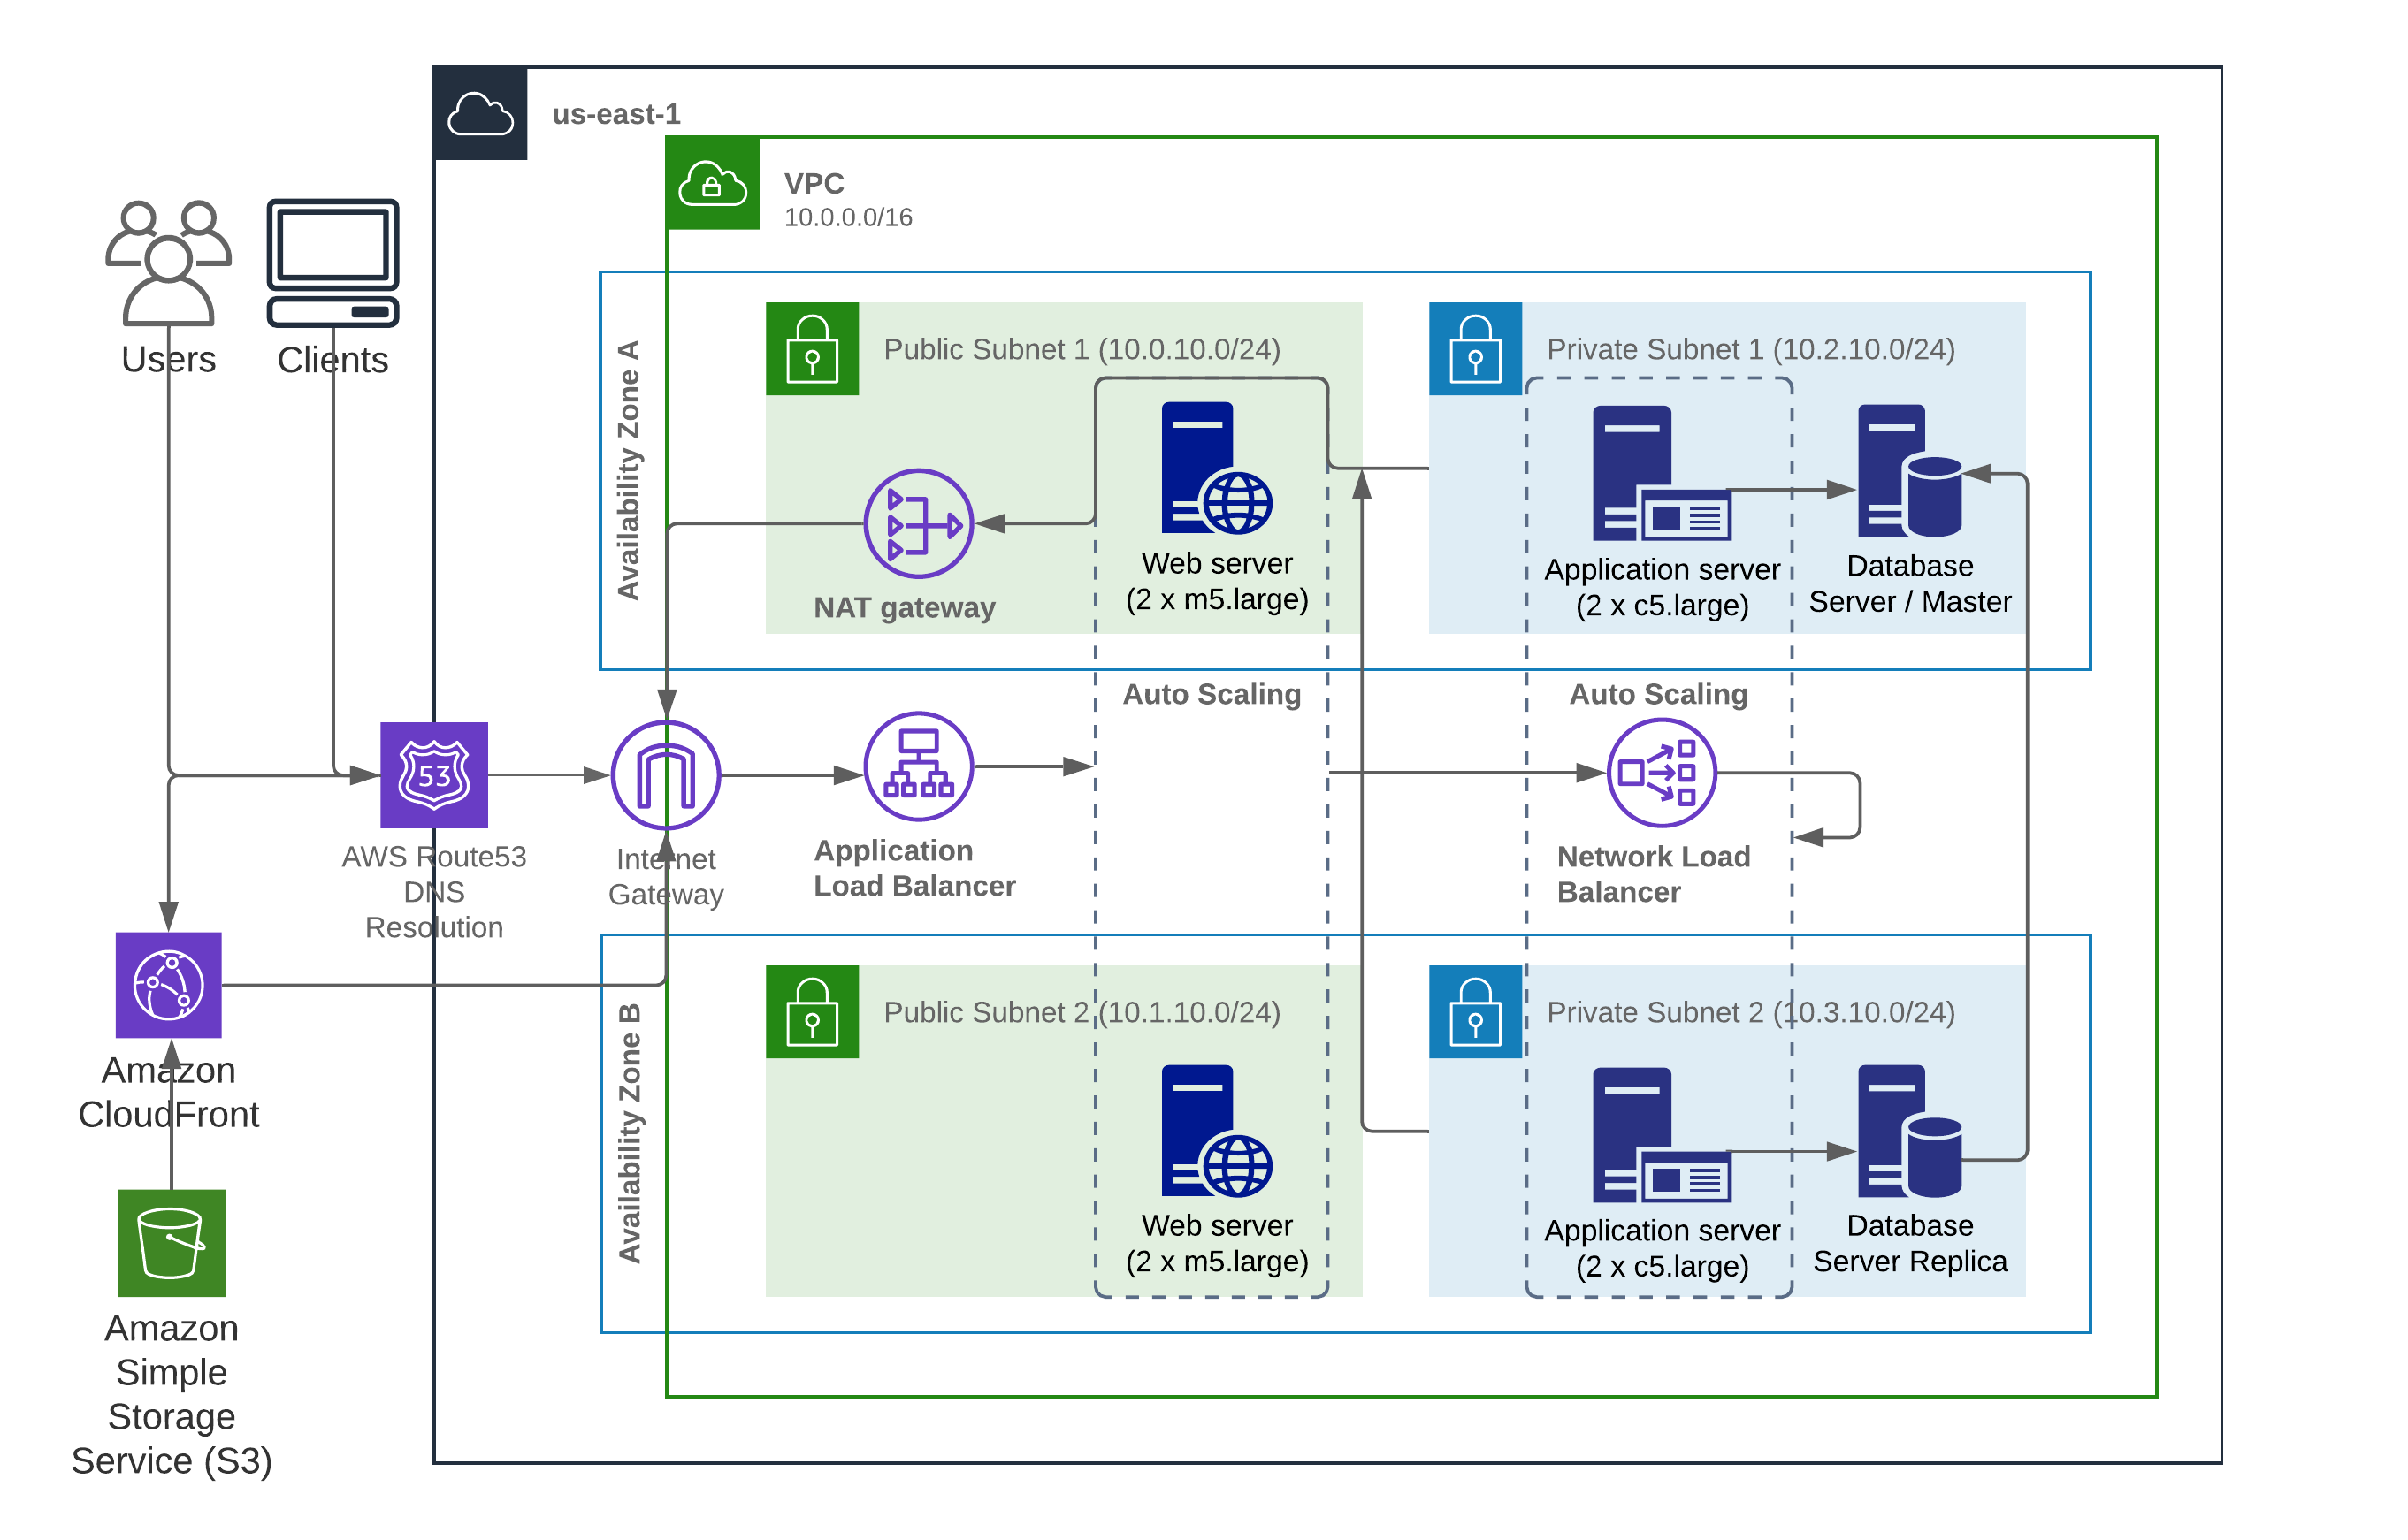 us-east-1
VPC
10.0.0.0/16
Users
Clients
Availability Zone A
Public Subnet 1 (10.0.10.0/24)
Private Subnet 1 (10.2.10.0/24)
NAT gateway
Web server
(2 x m5.large)
Application server
(2 x c5.large)
Database
Server / Master
Auto Scaling
Auto Scaling
53
AWS Route53
DNS
Resolution
Internet
Gateway
Application
Load Balancer
Network Load
Balancer
Availability Zone B
Public Subnet 2 (10.1.10.0/24)
Private Subnet 2 (10.3.10.0/24)
Amazon
CloudFront
Web server
(2 x m5.large)
Application server
(2 x c5.large)
Database
Server Replica
Amazon
Simple
Storage
Service (S3)